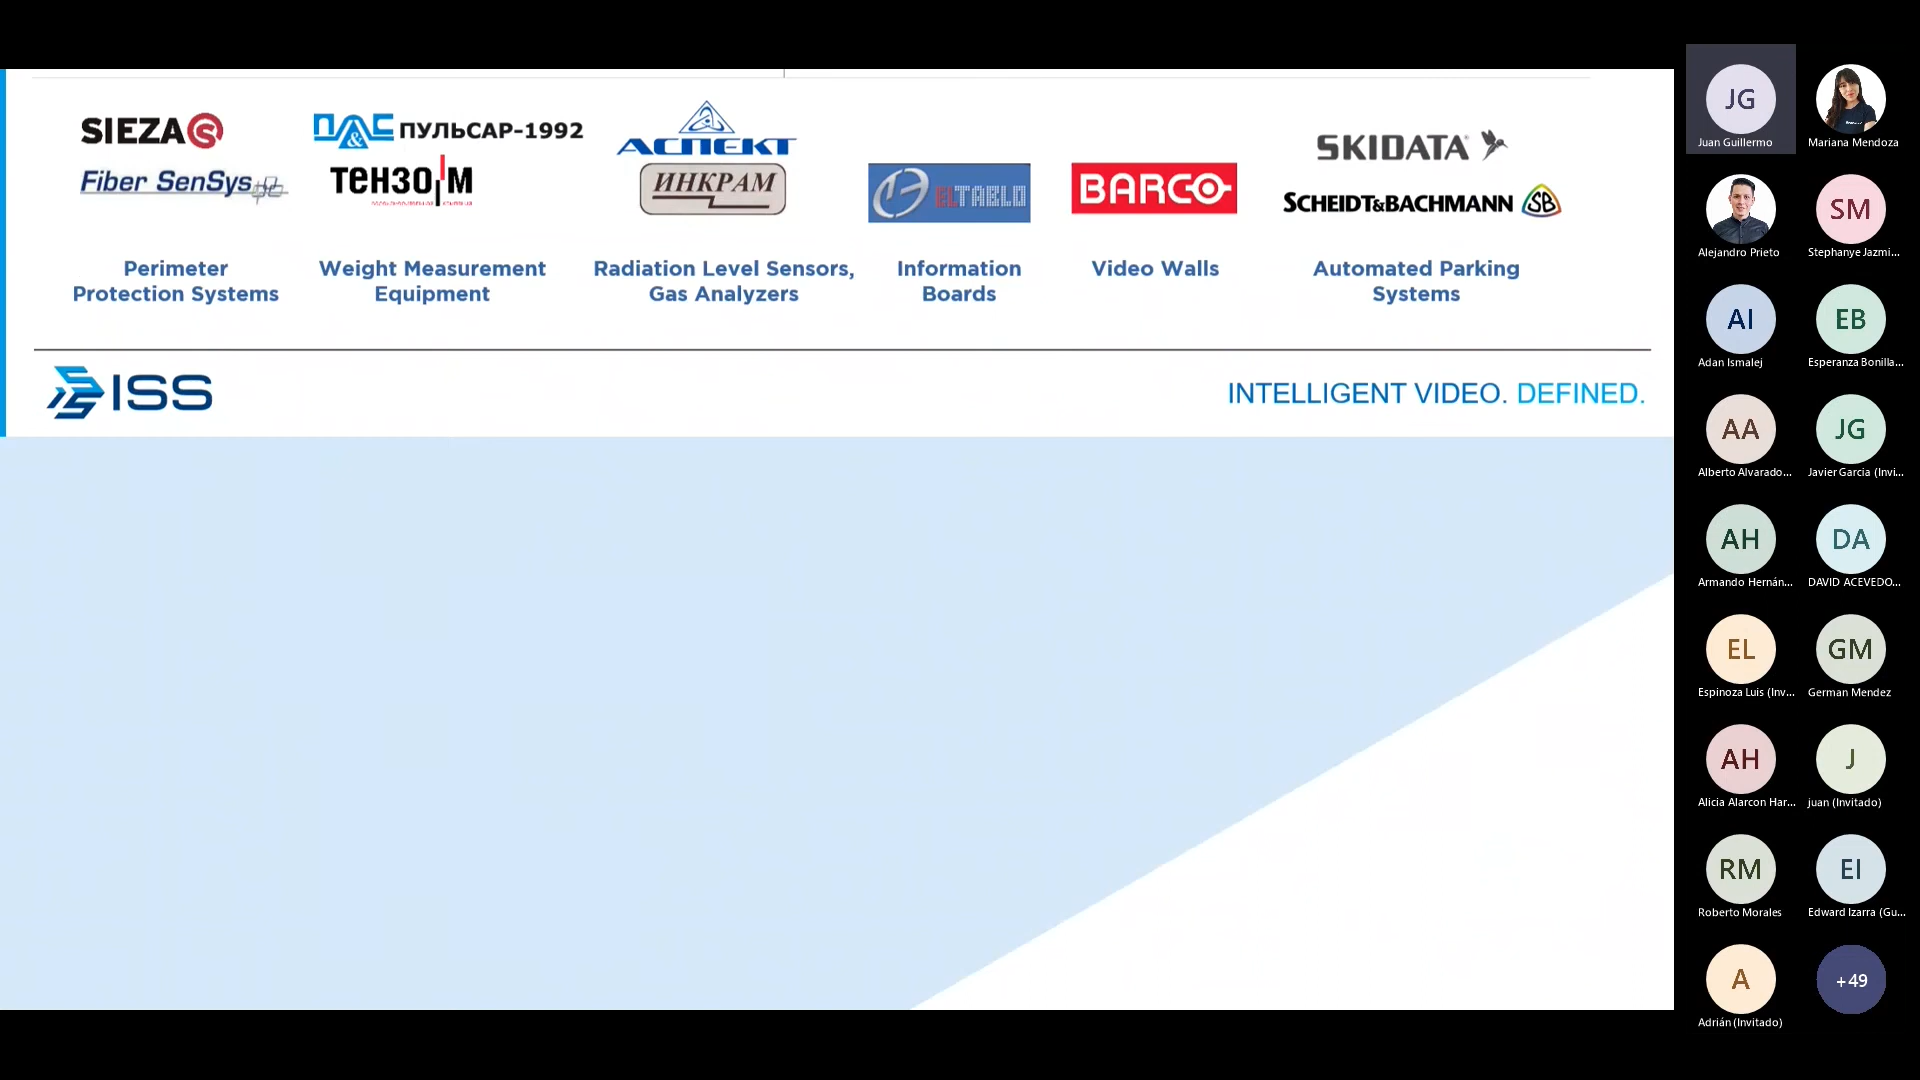 SIEZA
Fiber SenSys
ПУЛЬСАР-1992
ТЕНЗО М
АСПЕКТ
ИНКРАМ
ELTABLO
BARCO
SKIDATA
SCHEIDT&BACHMANN SB
Perimeter
Protection Systems
Weight Measurement
Equipment
Radiation Level Sensors,
Gas Analyzers
Information
Boards
Video Walls
Automated Parking
Systems
ISS
INTELLIGENT VIDEO. DEFINED.
JG
Juan Guillermo
Mariana Mendoza
Alejandro Prieto
SM
Stephanye Jazmi...
AI
Adan Ismalej
EB
Esperanza Bonilla...
AA
Alberto Alvarado...
JG
Javier Garcia (Invi...
AH
Armando Hernán...
DA
DAVID ACEVEDO...
EL
Espinoza Luis (Inv...
GM
German Mendez
AH
Alicia Alarcon Har...
J
juan (Invitado)
RM
Roberto Morales
EI
Edward Izarra (Gu...
A
Adrián (Invitado)
+49